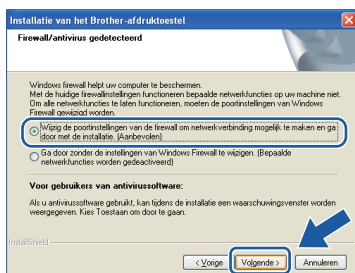 Installatie van het Brother-afdruktoestel
Firewall/antivirus gedetecteerd
Windows firewall helpt uw computer te beschermen.
Met de huidige firewallinstellingen functioneren bepaalde netwerkfuncties op uw machine niet.
Om alle netwerkfuncties te laten functioneren, moeten de poortinstellingen van Windows
Firewall gewijzigd worden.
Wijzig de poortinstellingen van de firewall om netwerkverbinding mogelijk te maken en ga
door met de installatie. (Aanbevolen)
Ga door zonder de instellingen van Windows Firewall te wijzigen. (Bepaalde
netwerkfuncties worden gedeactiveerd)
Voor gebruikers van antivirussoftware:
Als u antivirussoftware gebruikt, kan tijdens de installatie een waarschuwingsvenster worden
weergegeven. Kies Toestaan om door te gaan.
InstallShield
< Vorige
Volgende >
Annuleren